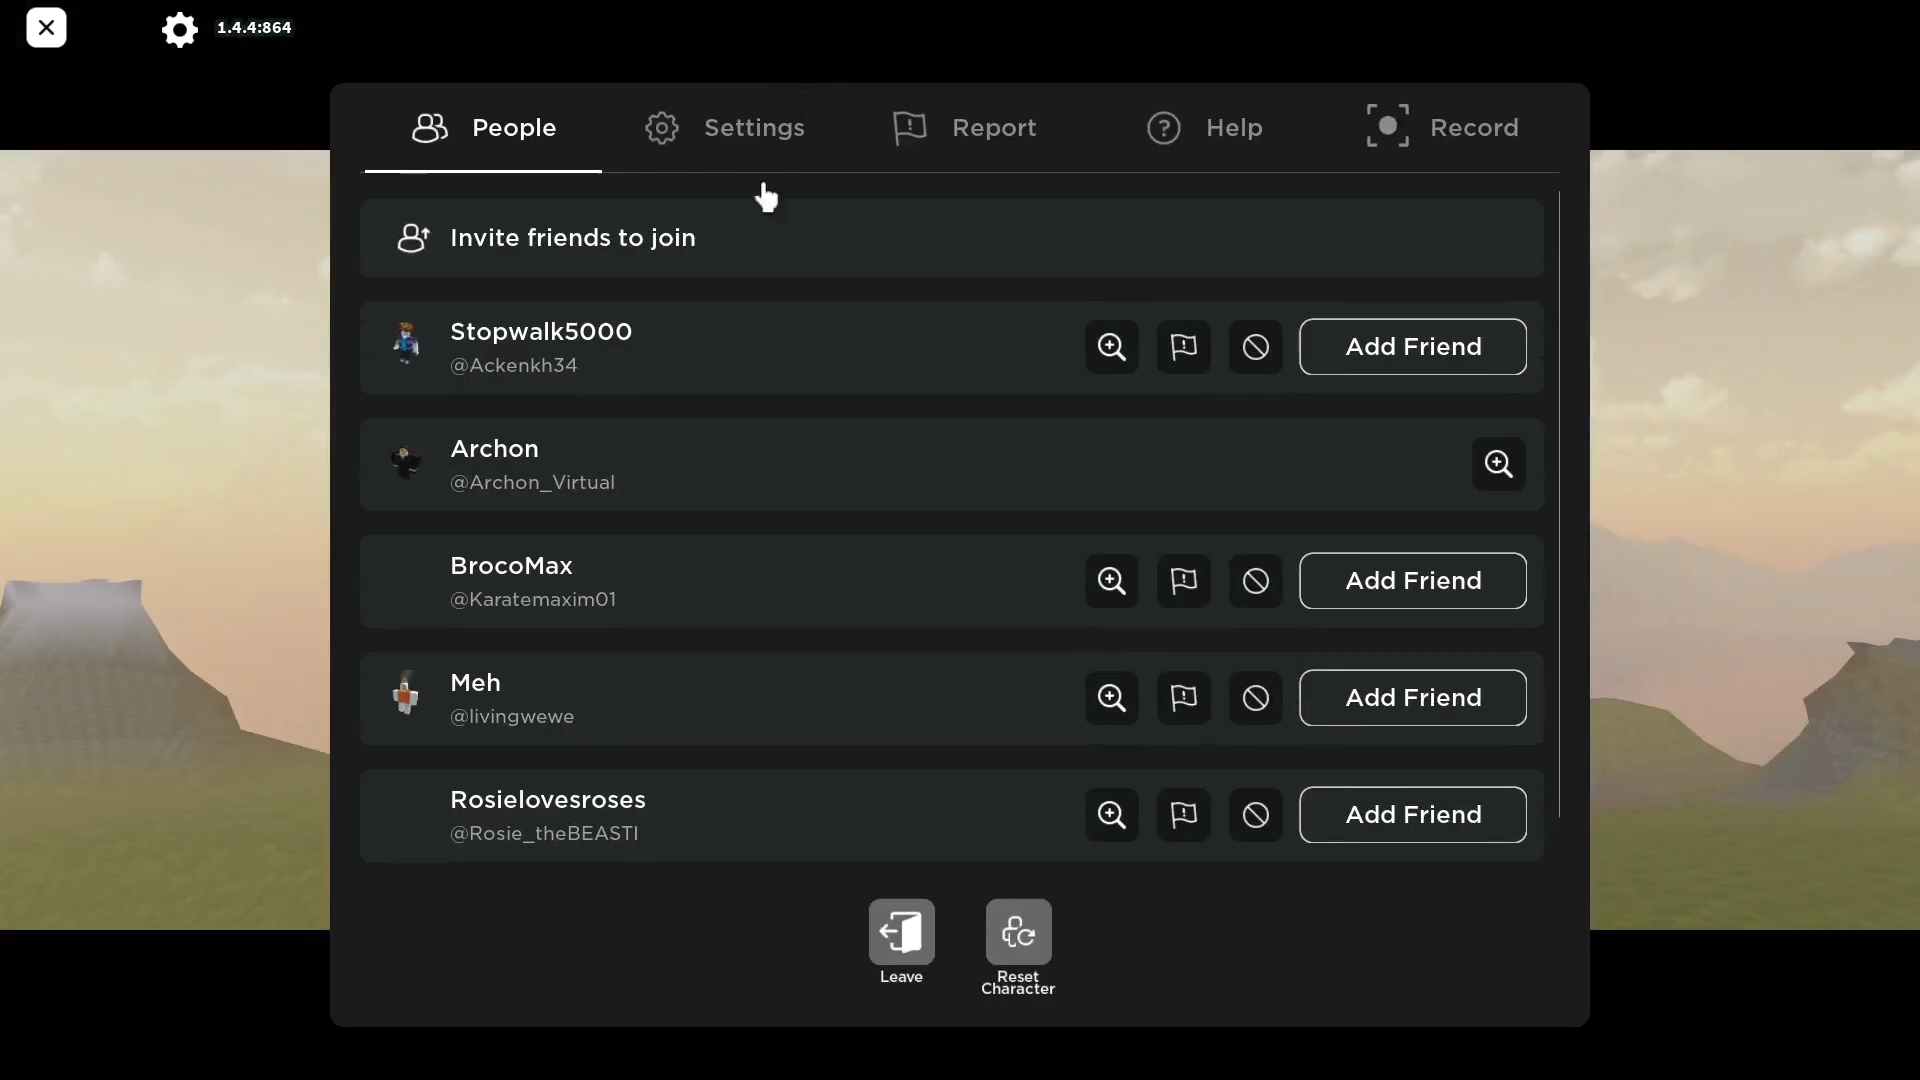 1.4.4:864
People
Settings
Report
Help
Record
Invite friends to join
Stopwalk5000
@Ackenkh34
Add Friend
Archon
@Archon_Virtual
BrocoMax
@Karatemaxim01
Add Friend
Meh
@livingwewe
Add Friend
Rosielovesroses
@Rosie_theBEASTI
Add Friend
Leave
Reset
Character